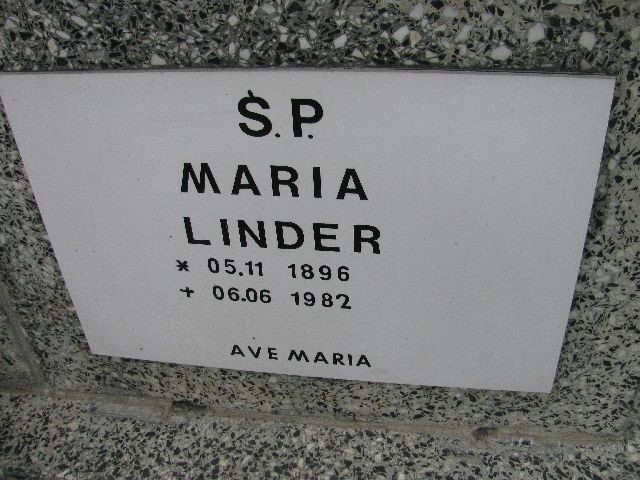 Ś.P.
MARIA
LINDER
* 05.11 1896
+ 06.06 1982
AVE MARIA